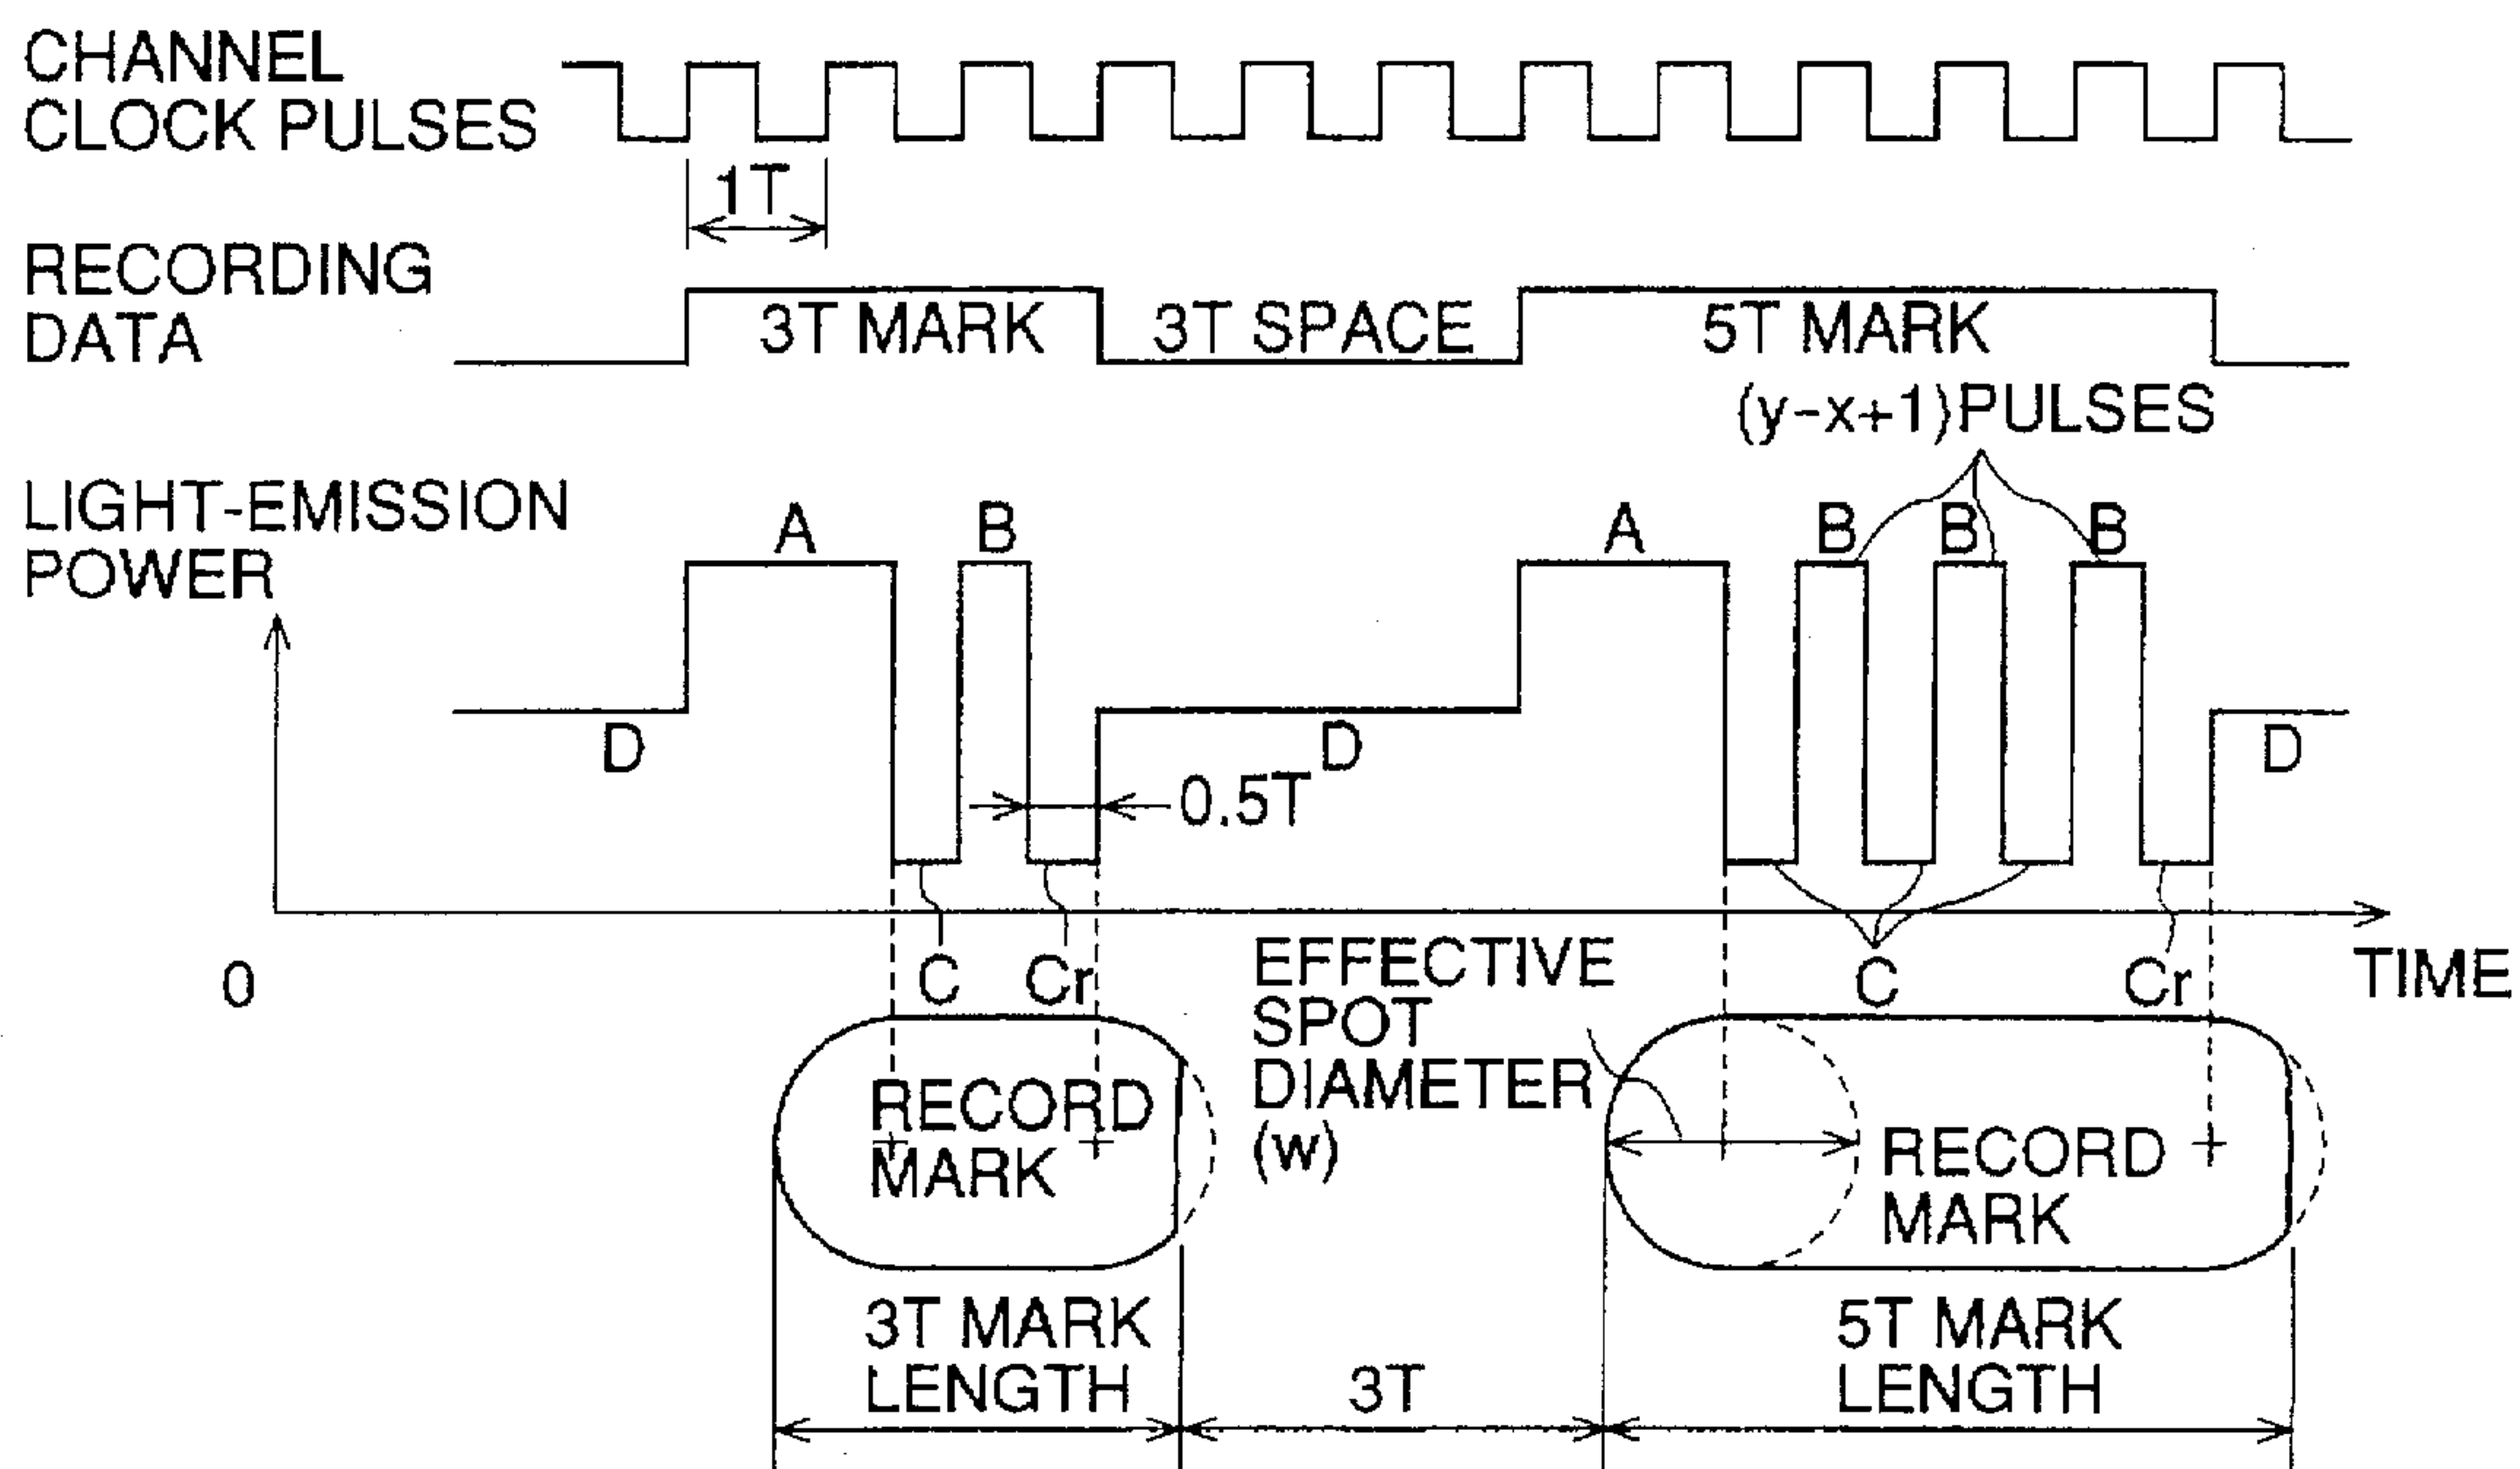 CHANNEL
CLOCK PULSES
1T
RECORDING
DATA
3T MARK
3T SPACE
5T MARK
(y-x+1)PULSES
LIGHT-EMISSION
POWER
A
B
A
B
B
B
D
D
D
0.5T
0
C
Cr
C
Cr
TIME
EFFECTIVE
SPOT
DIAMETER
(w)
RECORD
MARK
RECORD
MARK
3T MARK
LENGTH
3T
5T MARK
LENGTH